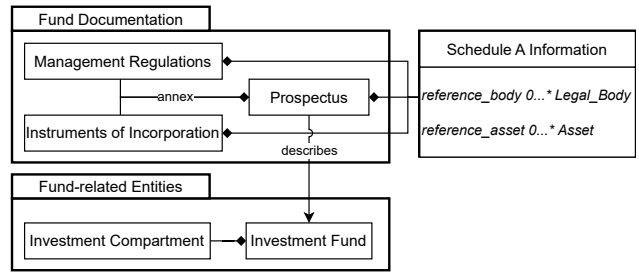 Fund Documentation
Management Regulations
Schedule A Information
annex
Prospectus
reference_body 0...* Legal_Body
Instruments of Incorporation
reference_asset 0...* Asset
describes
Fund-related Entities
Investment Compartment
Investment Fund